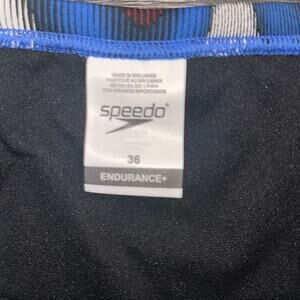 MADE IN SRI LANKA
FABRIQUÉ AU SRI LANKA
HECHO EN SRI LANKA
CON INSUMOS IMPORTADOS
speedo
36
ENDURANCE+